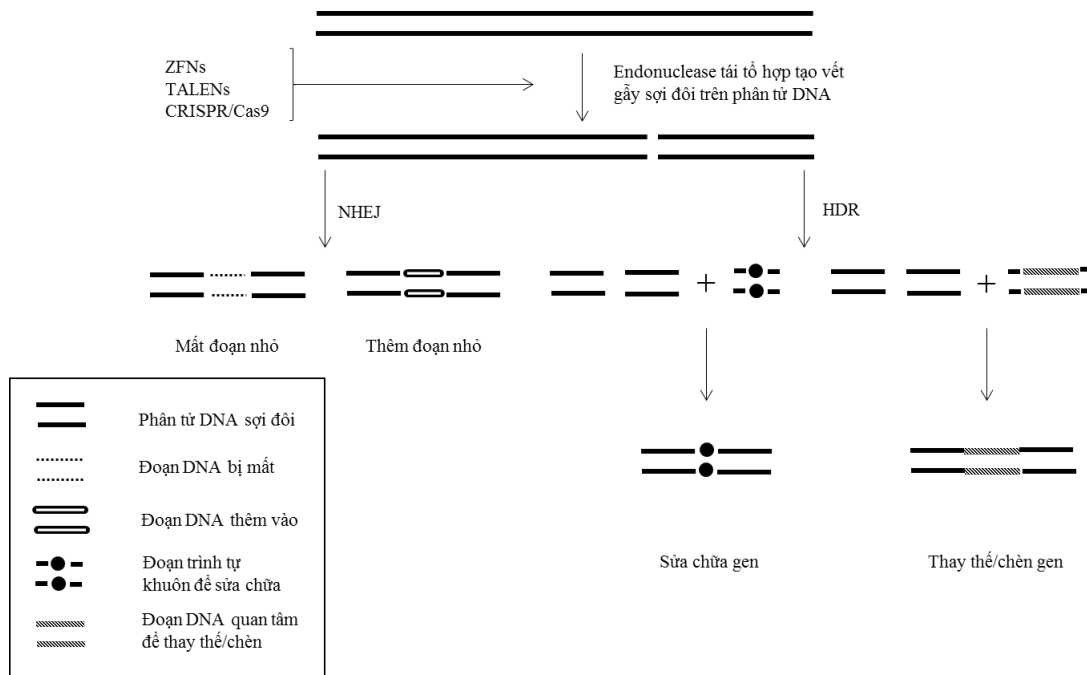 ZFNs
TALENs
CRISPR/Cas9
Endonuclease tái tổ hợp tạo vết
gẫy sợi đôi trên phân tử DNA
NHEJ
HDR
+
+
Mất đoạn nhỏ
Thêm đoạn nhỏ
Phân tử DNA sợi đôi
Đoạn DNA bị mất
Đoạn DNA thêm vào
Đoạn trình tự
khuôn để sửa chữa
Đoạn DNA quan tâm
để thay thế/chèn
Sửa chữa gen
Thay thế/chèn gen